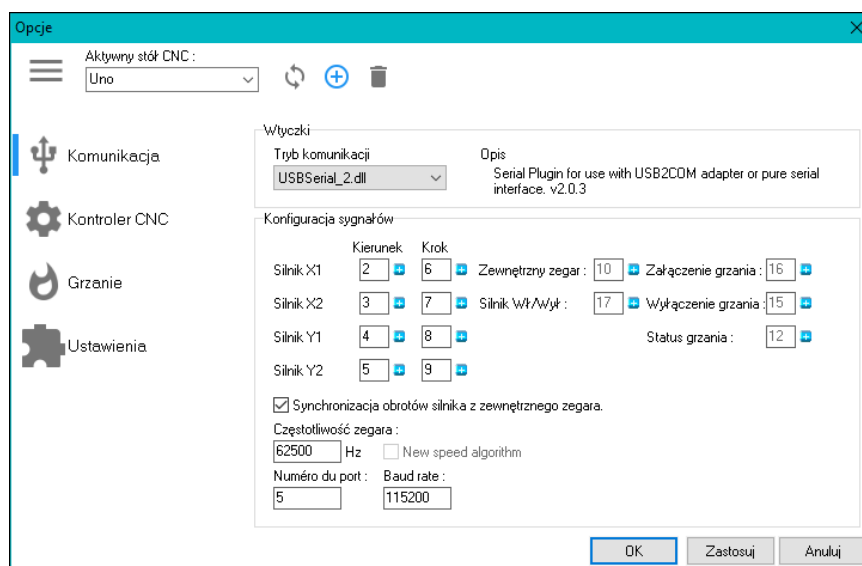 Opcje
Aktywny stół CNC :
Uno
Komunikacja
Kontroler CNC
Grzanie
Ustawienia
Wtyczki
Tryb komunikacji
USBSerial_2.dll
Opis
Serial Plugin for use with USB2COM adapter or pure serial
interface. v2.0.3
Konfiguracja sygnałów
Kierunek Krok
Silnik X1 2 6 Zewnętrzny zegar : 10 Załączenie grzania : 16
Silnik X2 3 7 Silnik Wł/Wył : 17 Wyłączenie grzania : 15
Silnik Y1 4 8 Status grzania : 12
Silnik Y2 5 9
Synchronizacja obrotów silnika z zewnętrznego zegara.
Częstotliwość zegara :
62500 Hz New speed algorithm
Numéro du port : Baud rate :
5 115200
OK Zastosuj Anuluj